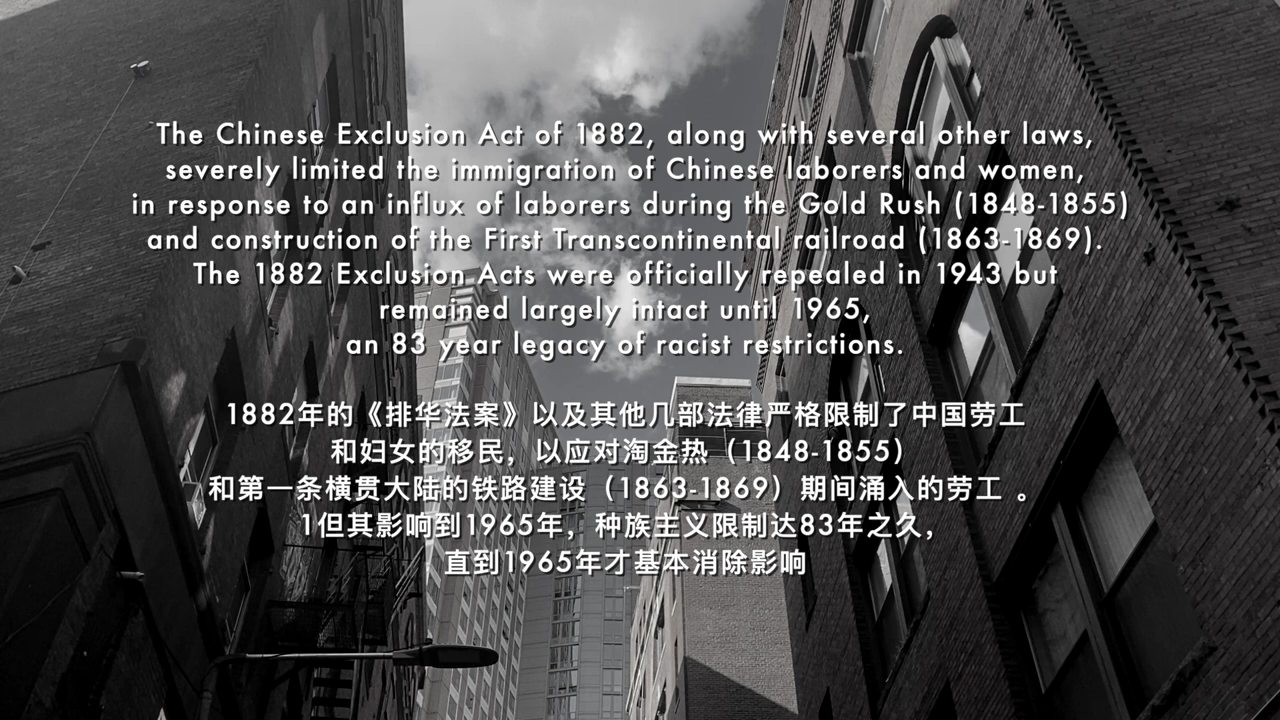 The Chinese Exclusion Act of 1882, along with several other laws,
severely limited the immigration of Chinese laborers and women,
in response to an influx of laborers during the Gold Rush (1848-1855)
and construction of the First Transcontinental railroad (1863-1869).
The 1882 Exclusion Acts were officially repealed in 1943 but
remained largely intact until 1965,
an 83 year legacy of racist restrictions.
1882年的《排华法案》以及其他几部法律严格限制了中国劳工
和妇女的移民，以应对淘金热（1848-1855）
和第一条横贯大陆的铁路建设（1863-1869）期间涌入的劳工 。
1但其影响到1965年，种族主义限制达83年之久，
直到1965年才基本消除影响